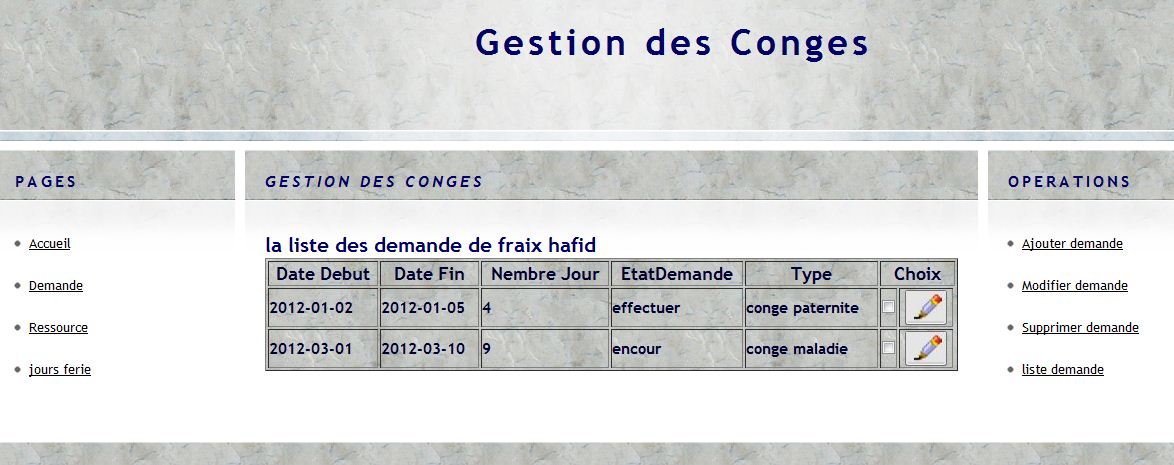 Gestion des Conges
PAGES
Accueil
Demande
Ressource
jours ferie
GESTION DES CONGES
la liste des demande de fraix hafid
Date Debut Date Fin Nembre Jour EtatDemande Type Choix
2012-01-02 2012-01-05 4 effectuer conge paternite
2012-03-01 2012-03-10 9 encour conge maladie
OPERATIONS
Ajouter demande
Modifier demande
Supprimer demande
liste demande